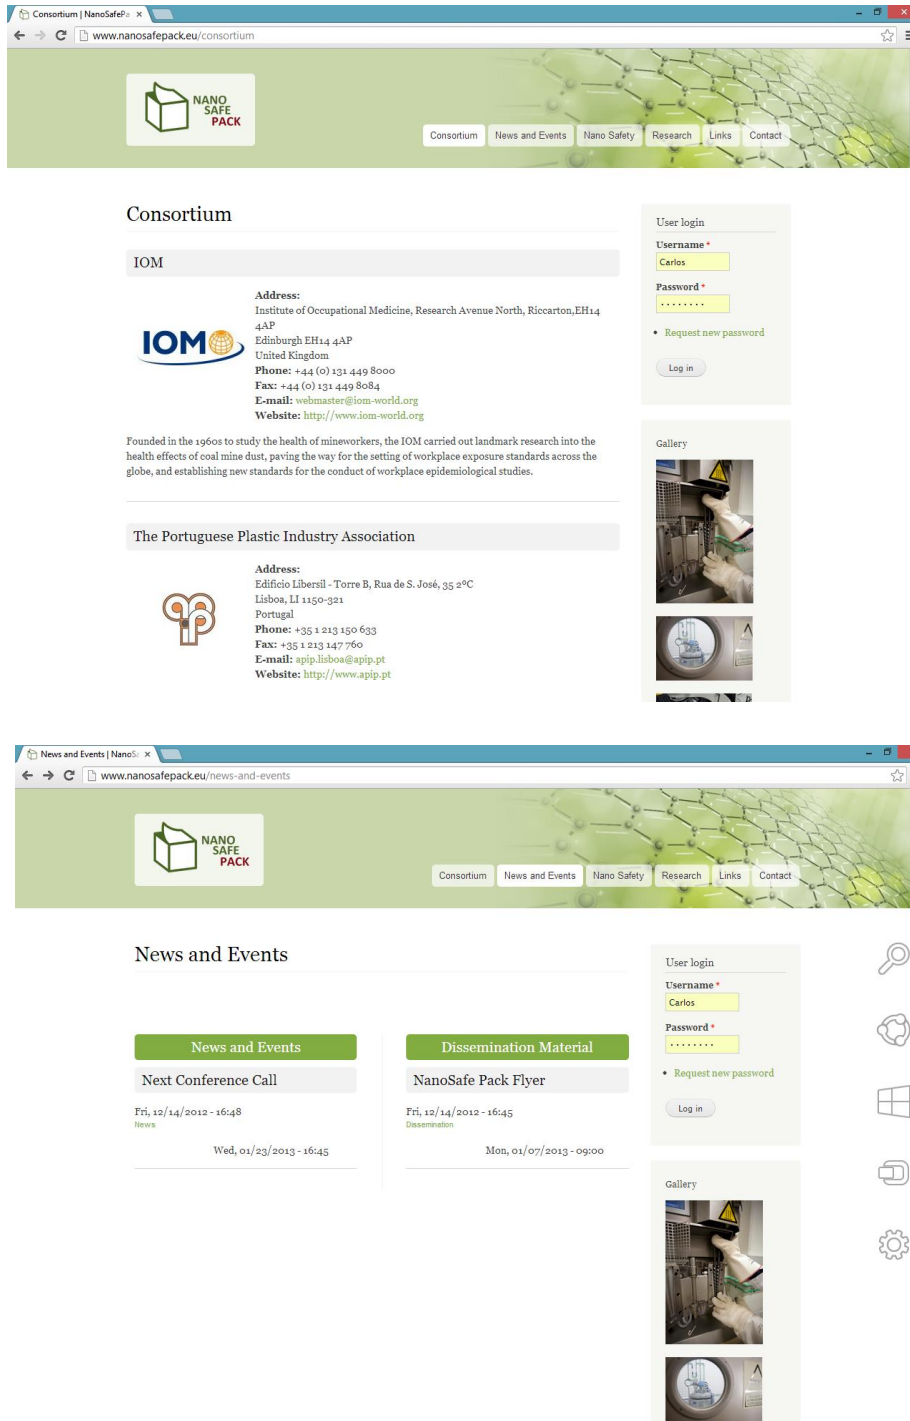 Consortium | NanoSafePa
www.nanosafepack.eu/consortium
NANO
SAFE
PACK
Consortium News and Events Nano Safety Research Links Contact
Consortium
IOM
IOM
Address:
Institute of Occupational Medicine, Research Avenue North, Riccarton,EH14
4AP
Edinburgh EH14 4AP
United Kingdom
Phone: +44 (0) 131 449 8000
Fax: +44 (0) 131 449 8084
E-mail: webmaster@iom-world.org
Website: http://www.iom-world.org
Founded in the 1960s to study the health of mineworkers, the IOM carried out landmark research into the
health effects of coal mine dust, paving the way for the setting of workplace exposure standards across the
globe, and establishing new standards for the conduct of workplace epidemiological studies.
The Portuguese Plastic Industry Association
Address:
Edificio Libersil - Torre B, Rua de S. José, 35 2ºC
Lisboa, LI 1150-321
Portugal
Phone: +35 1 213 150 633
Fax: +35 1 213 147 760
E-mail: apip.lisboa@apip.pt
Website: http://www.apip.pt
User login
Username *
Carlos
Password *
• Request new password
Log in
Gallery
News and Events | NanoSa
www.nanosafepack.eu/news-and-events
NANO
SAFE
PACK
Consortium News and Events Nano Safety Research Links Contact
News and Events
News and Events
Next Conference Call
Fri, 12/14/2012 - 16:48
News
Wed, 01/23/2013 - 16:45
Dissemination Material
NanoSafe Pack Flyer
Fri, 12/14/2012 - 16:45
Dissemination
Mon, 01/07/2013 - 09:00
User login
Username *
Carlos
Password *
• Request new password
Log in
Gallery